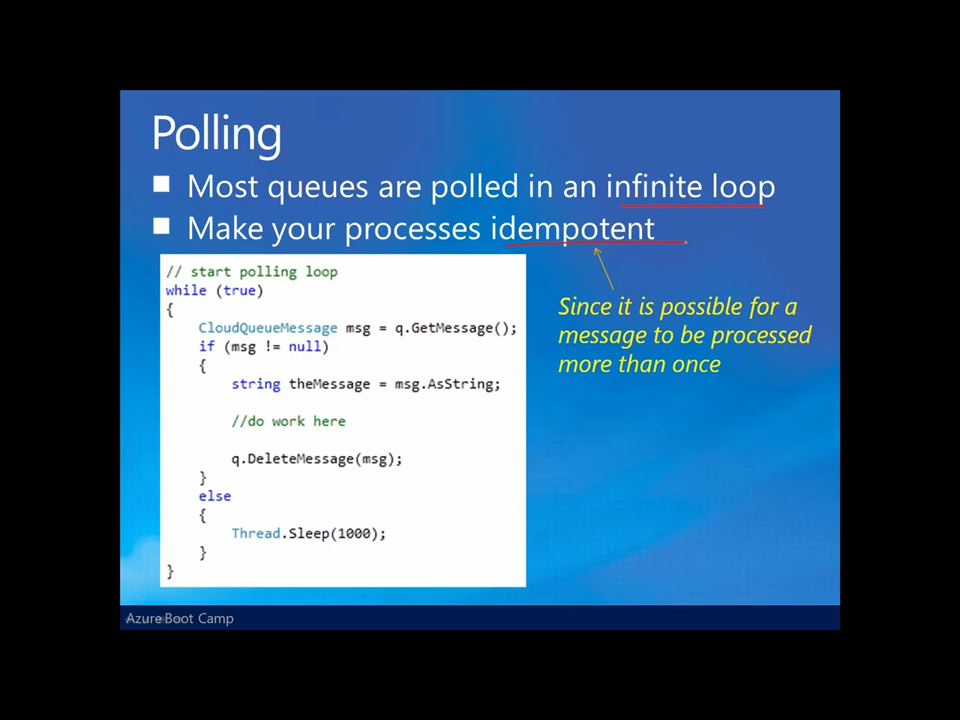 Polling
Most queues are polled in an infinite loop
Make your processes idempotent
// start polling loop
while (true)
{
CloudQueueMessage msg = q.GetMessage();
if (msg != null)
{
string theMessage = msg.AsString;
//do work here
q.DeleteMessage(msg);
}
else
{
Thread.Sleep(1000);
}
}
Since it is possible for a
message to be processed
more than once
Azure Boot Camp